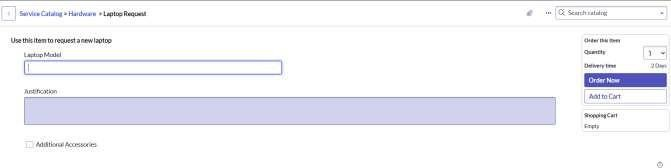 Service Catalog > Hardware > Laptop Request
Search catalog
Use this item to request a new laptop
Laptop Model
Justification
Additional Accessories
Order this Item
Quantity
1
Delivery time
2 Days
Order Now
Add to Cart
Shopping Cart
Empty